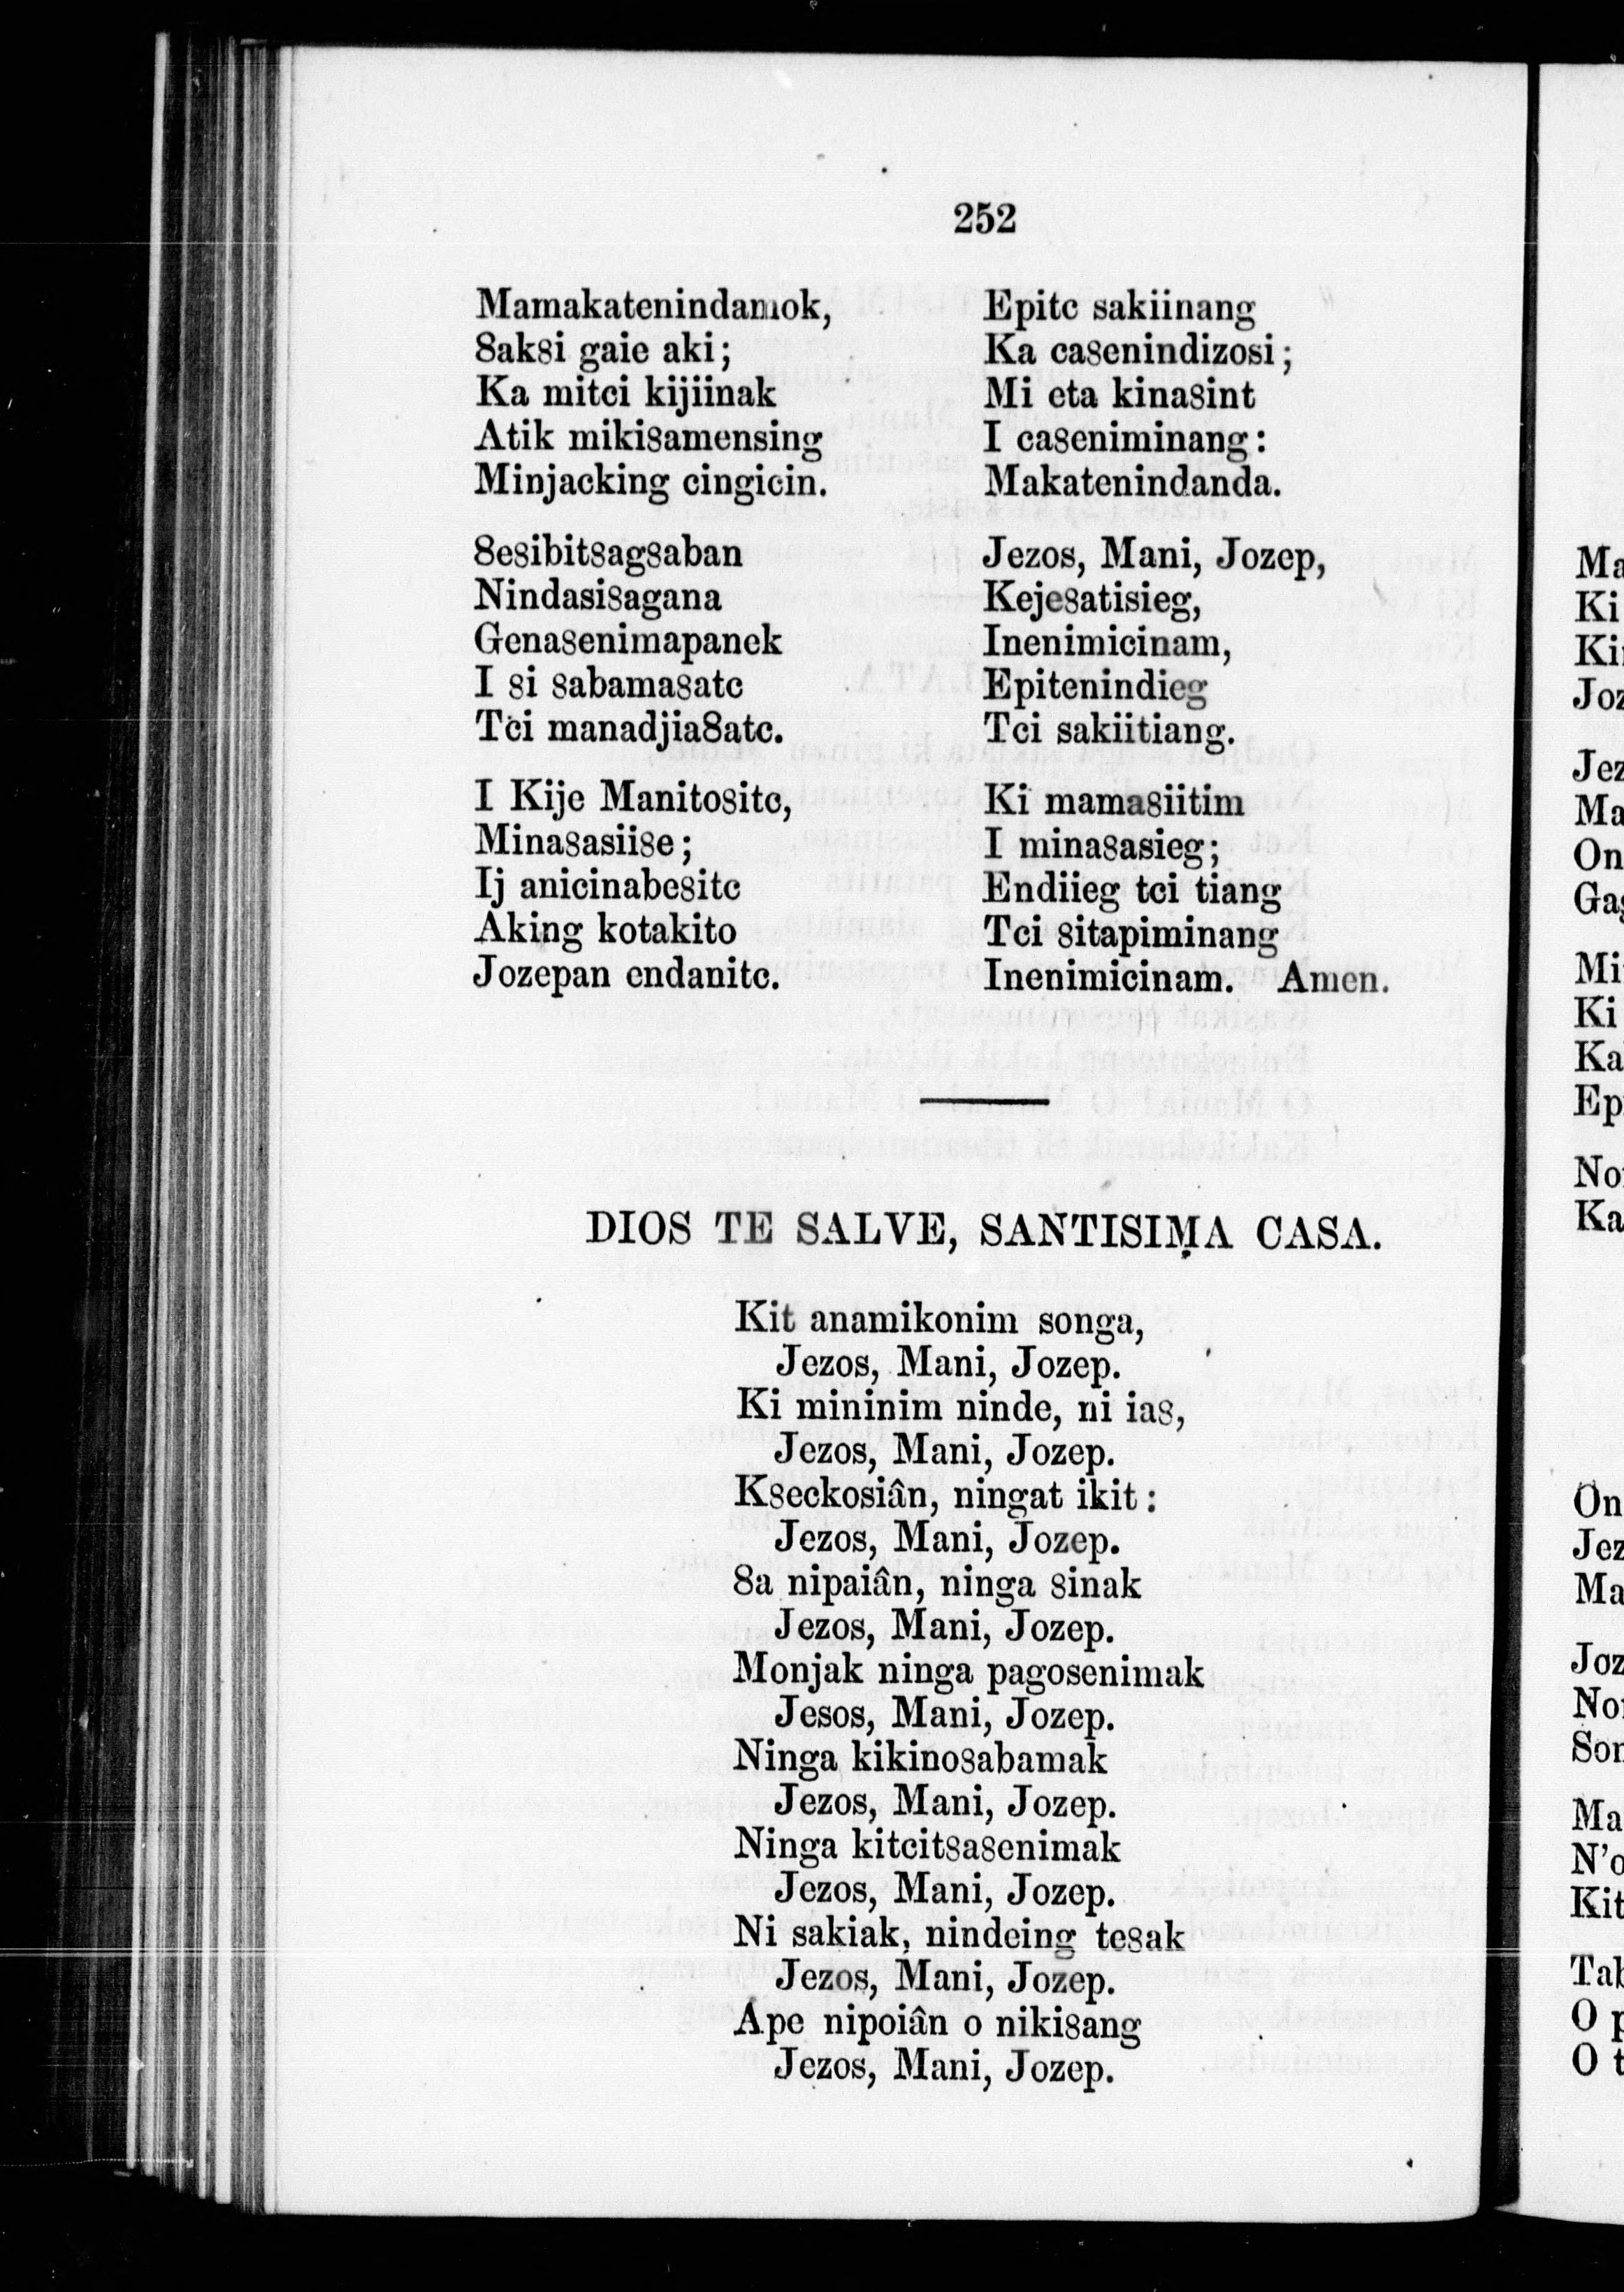 252
Mamakatenindamok,
8ak8i gaie aki;
Ka mitci kijiinak
Atik miki8amensing
Minjacking cingicin.
8e8ibit8ag8aban
Nindasi8agana
Gena8enimapanek
I 8i 8abama8atc
Tci manadjia8atc.
I Kije Manito8itc,
Mina8asii8e;
Ij anicinabe8itc
Aking kotakito
Jozepan endanitc.
Epitc sakiinang
Ka ca8enindizosi;
Mi eta kina8int
I ca8eniminang:
Makatenindanda.
Jezos, Mani, Jozep,
Keje8atisieg,
Inenimicinam,
Epitenindieg
Tci sakiitiang.
Ki mama8iitim
I mina8asieg;
Endiieg tci tiang
Tci 8itapiminang
Inenimicinam. Amen.
DIOS TE SALVE, SANTISIMA CASA.
Kit anamikonim songa,
Jezos, Mani, Jozep.
Ki mininim ninde, ni ia8,
Jezos, Mani, Jozep.
K8eckosiân, ningat ikit:
Jezos, Mani, Jozep.
8a nipaiân, ninga 8inak
Jezos, Mani, Jozep.
Monjak ninga pagosenimak
Jesos, Mani, Jozep.
Ninga kikino8abamak
Jezos, Mani, Jozep.
Ninga kitcit8a8enimak
Jezos, Mani, Jozep.
Ni sakiak, nindeing te8ak
Jezos, Mani, Jozep.
Ape nipoiân o niki8ang
Jezos, Mani, Jozep.